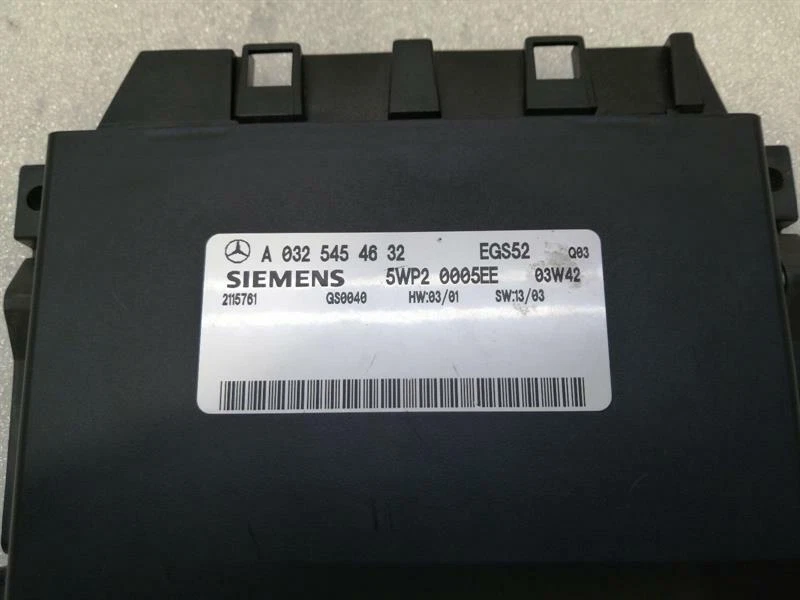 A 032 545 46 32 EGS52 Q03
SIEMENS 5WP2 0005EE 03W42
2115761 GS0040 HW:03/01 SW:13/03